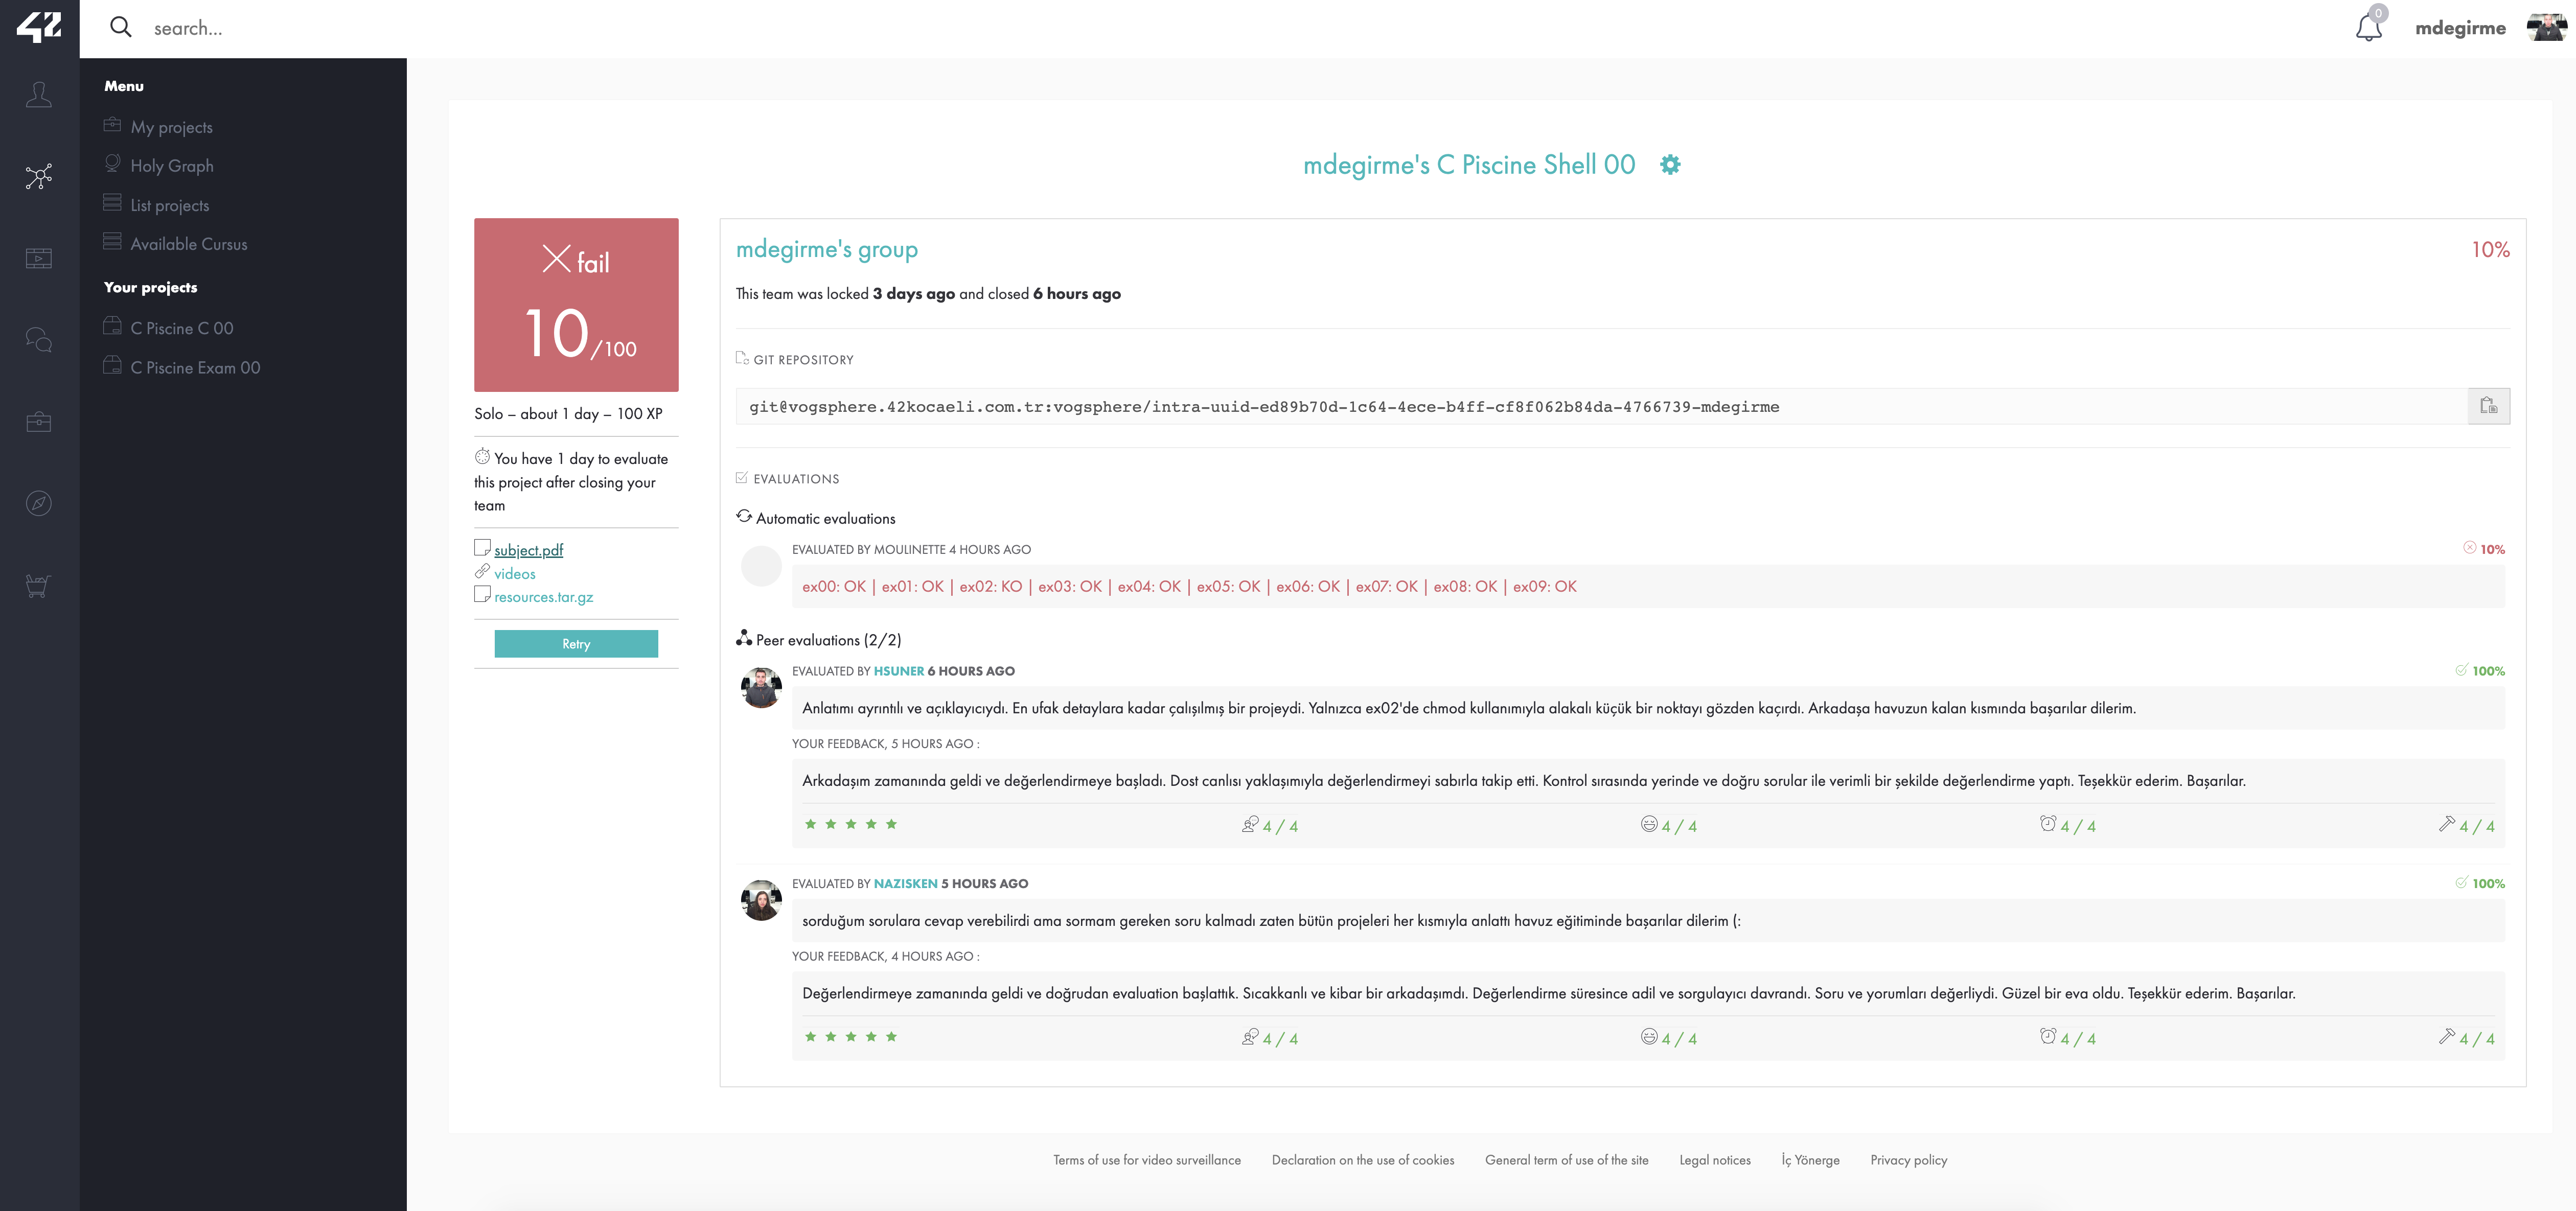 42
search...
0
mdegirme
Menu
My projects
Holy Graph
List projects
Available Cursus
Your projects
C Piscine C 00
C Piscine Exam 00
mdegirme's C Piscine Shell 00
fail
10/100
Solo – about 1 day – 100 XP
You have 1 day to evaluate
this project after closing your
team
subject.pdf
videos
resources.tar.gz
Retry
mdegirme's group
10%
This team was locked 3 days ago and closed 6 hours ago
GIT REPOSITORY
git@vogsphere.42kocaeli.com.tr:vogsphere/intra-uuid-ed89b70d-1c64-4ece-b4ff-cf8f062b84da-4766739-mdegirme
EVALUATIONS
Automatic evaluations
EVALUATED BY MOULINETTE 4 HOURS AGO
10%
ex00: OK | ex01: OK | ex02: KO | ex03: OK | ex04: OK | ex05: OK | ex06: OK | ex07: OK | ex08: OK | ex09: OK
Peer evaluations (2/2)
EVALUATED BY HSUNER 6 HOURS AGO
100%
Anlatımı ayrıntılı ve açıklayıcıydı. En ufak detaylara kadar çalışılmış bir projeydi. Yalnızca ex02'de chmod kullanımıyla alakalı küçük bir noktayı gözden kaçırdı. Arkadaşa havuzun kalan kısmında başarılar dilerim.
YOUR FEEDBACK, 5 HOURS AGO :
Arkadaşım zamanında geldi ve değerlendirmeye başladı. Dost canlısı yaklaşımıyla değerlendirmeyi sabırla takip etti. Kontrol sırasında yerinde ve doğru sorular ile verimli bir şekilde değerlendirme yaptı. Teşekkür ederim. Başarılar.
4 / 4
4 / 4
4 / 4
4 / 4
EVALUATED BY NAZISKEN 5 HOURS AGO
100%
sorduğum sorulara cevap verebilirdi ama sormam gereken soru kalmadı zaten bütün projeleri her kısmıyla anlattı havuz eğitiminde başarılar dilerim (:
YOUR FEEDBACK, 4 HOURS AGO :
Değerlendirmeye zamanında geldi ve doğrudan evaluation başlattık. Sıcakkanlı ve kibar bir arkadaşımdı. Değerlendirme süresince adil ve sorgulayıcı davrandı. Soru ve yorumları değerliydi. Güzel bir eva oldu. Teşekkür ederim. Başarılar.
4 / 4
4 / 4
4 / 4
4 / 4
Terms of use for video surveillance
Declaration on the use of cookies
General term of use of the site
Legal notices
İç Yönerge
Privacy policy